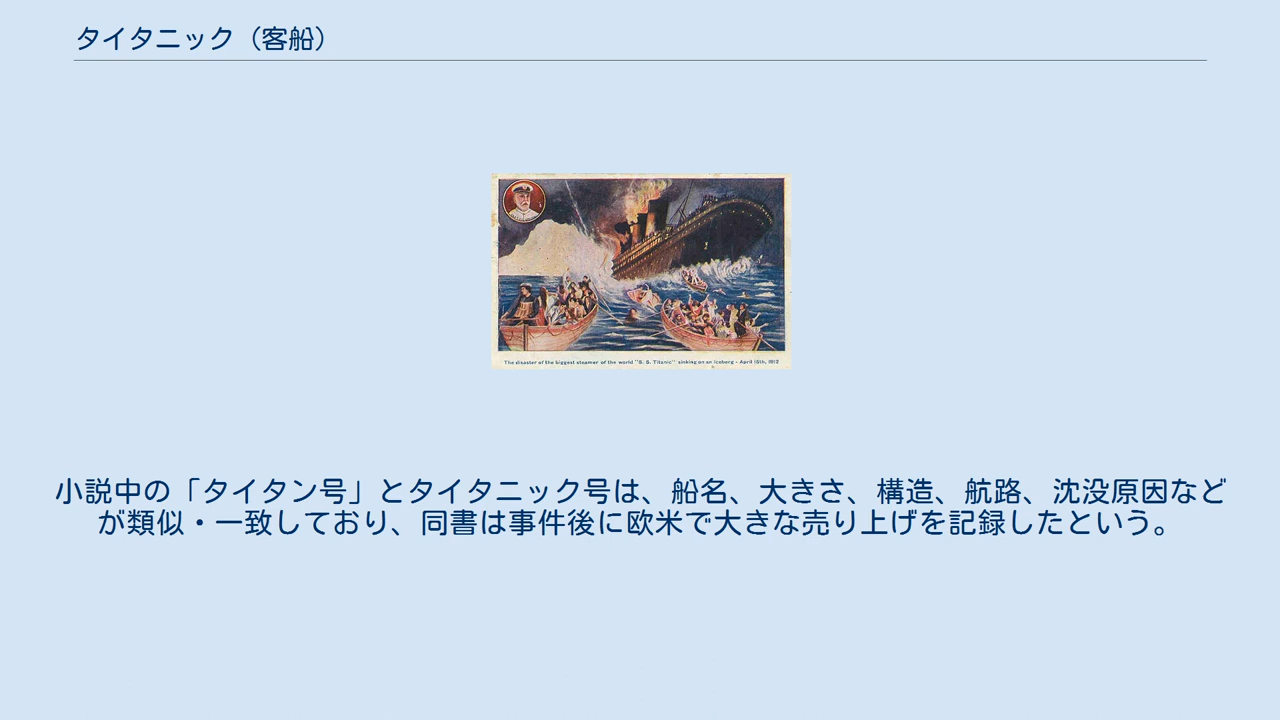 タイタニック（客船）
The disaster of the biggest steamer of the world "S. S. Titanic" sinking on an iceberg - April 15th, 1912
小説中の「タイタン号」とタイタニック号は、船名、大きさ、構造、航路、沈没原因など
が類似・一致しており、同書は事件後に欧米で大きな売り上げを記録したという。